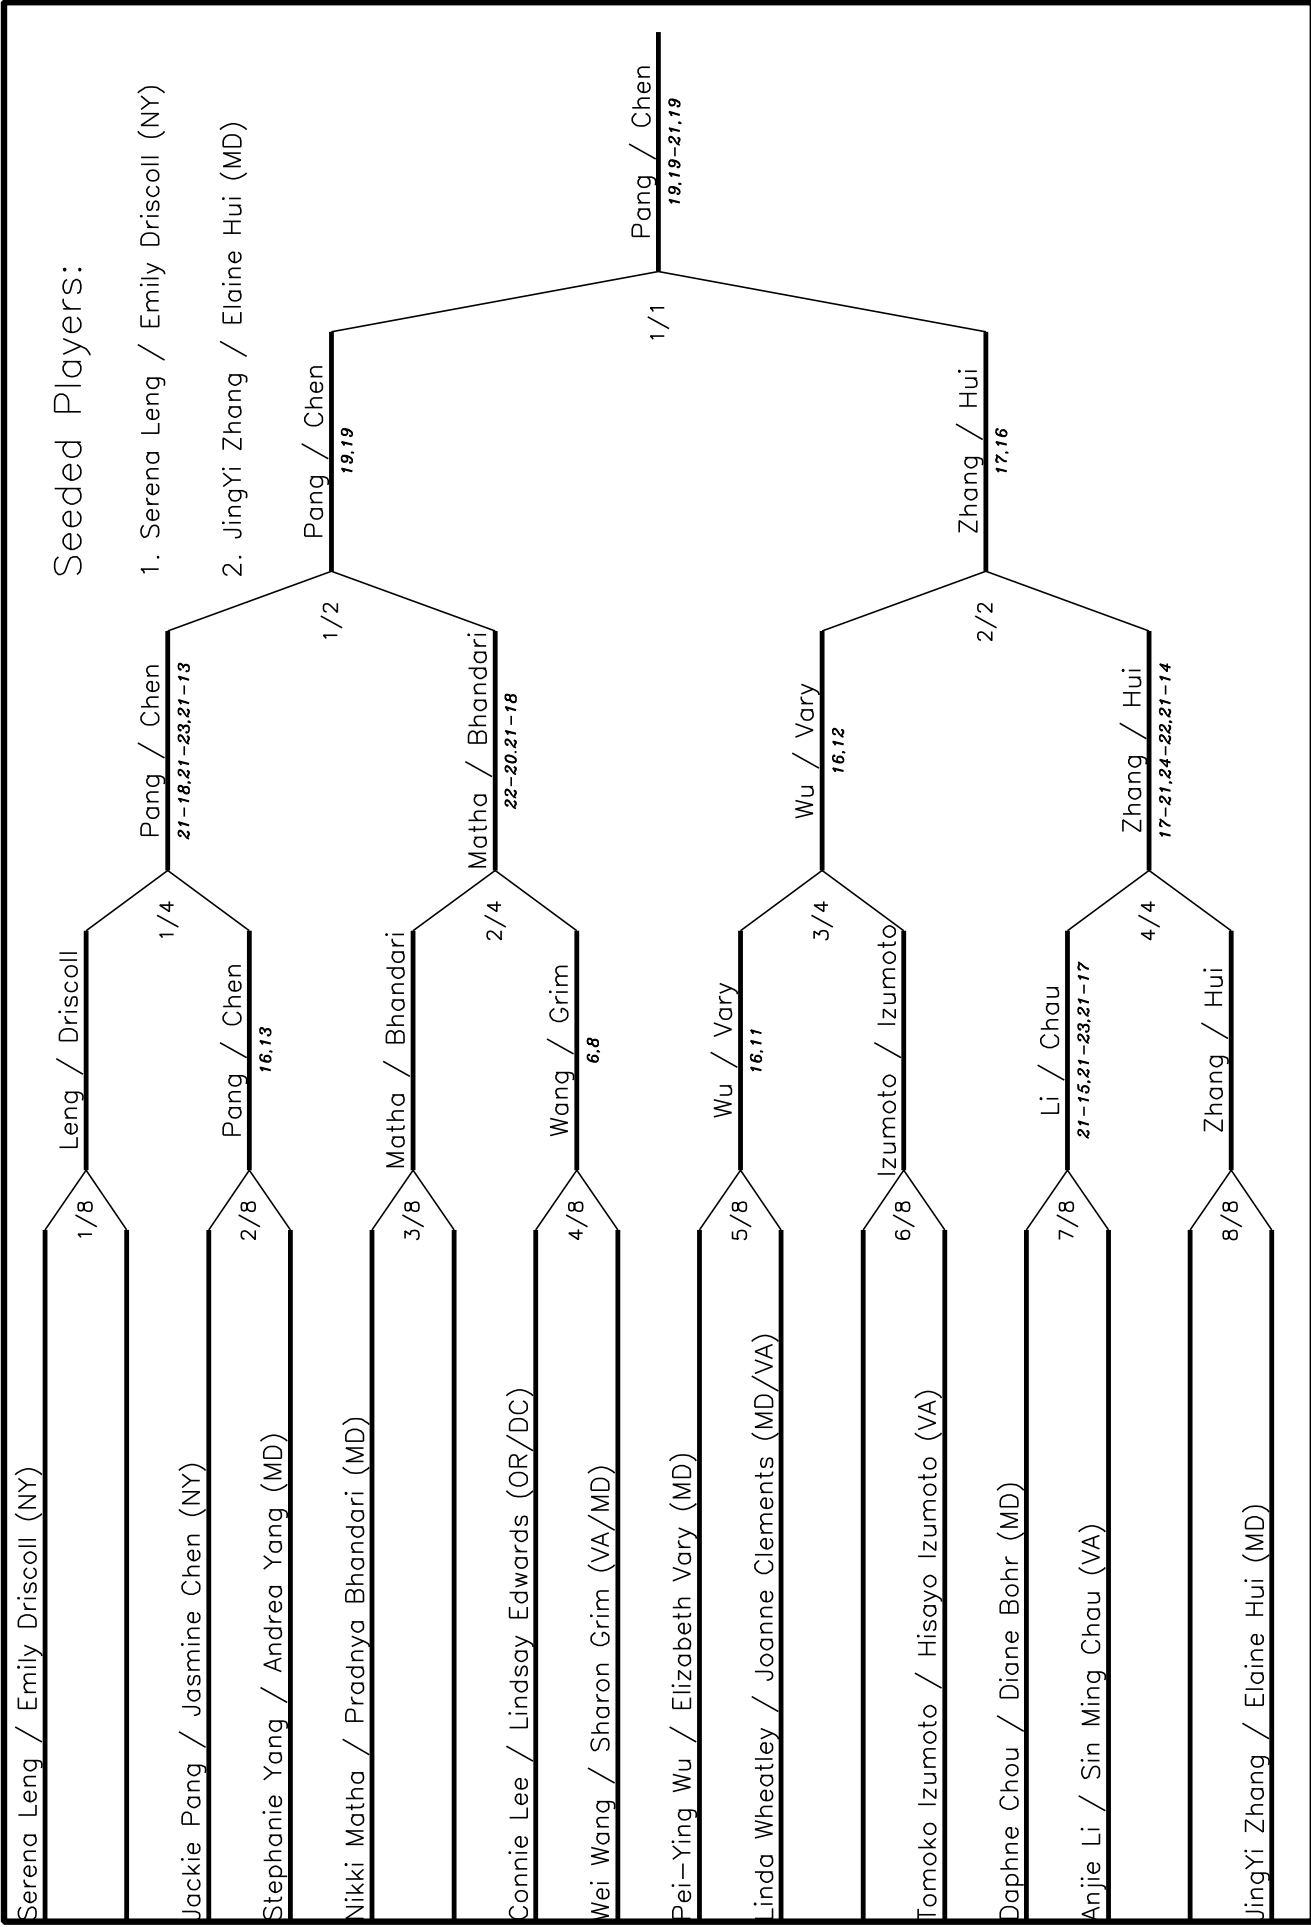 Seeded Players:
1. Serena Leng / Emily Driscoll (NY)
2. JingYi Zhang / Elaine Hui (MD)
Serena Leng / Emily Driscoll (NY)
Jackie Pang / Jasmine Chen (NY)
Stephanie Yang / Andrea Yang (MD)
Nikki Matha / Pradnya Bhandari (MD)
Connie Lee / Lindsay Edwards (OR/DC)
Wei Wang / Sharon Grim (VA/MD)
Pei-Ying Wu / Elizabeth Vary (MD)
Linda Wheatley / Joanne Clements (MD/VA)
Tomoko Izumoto / Hisayo Izumoto (VA)
Daphne Chou / Diane Bohr (MD)
Anjie Li / Sin Ming Chau (VA)
JingYi Zhang / Elaine Hui (MD)
1/8
2/8
3/8
4/8
5/8
6/8
7/8
8/8
Leng / Driscoll
Pang / Chen
16,13
Matha / Bhandari
Wang / Grim
6,8
Wu / Vary
16,11
Izumoto / Izumoto
Li / Chau
21-15,21-23,21-17
Zhang / Hui
1/4
2/4
3/4
4/4
Pang / Chen
21-18,21-23,21-13
Matha / Bhandari
22-20,21-18
Wu / Vary
16,12
Zhang / Hui
17-21,24-22,21-14
1/2
2/2
Pang / Chen
19,19
Zhang / Hui
17,16
1/1
Pang / Chen
19,19-21,19